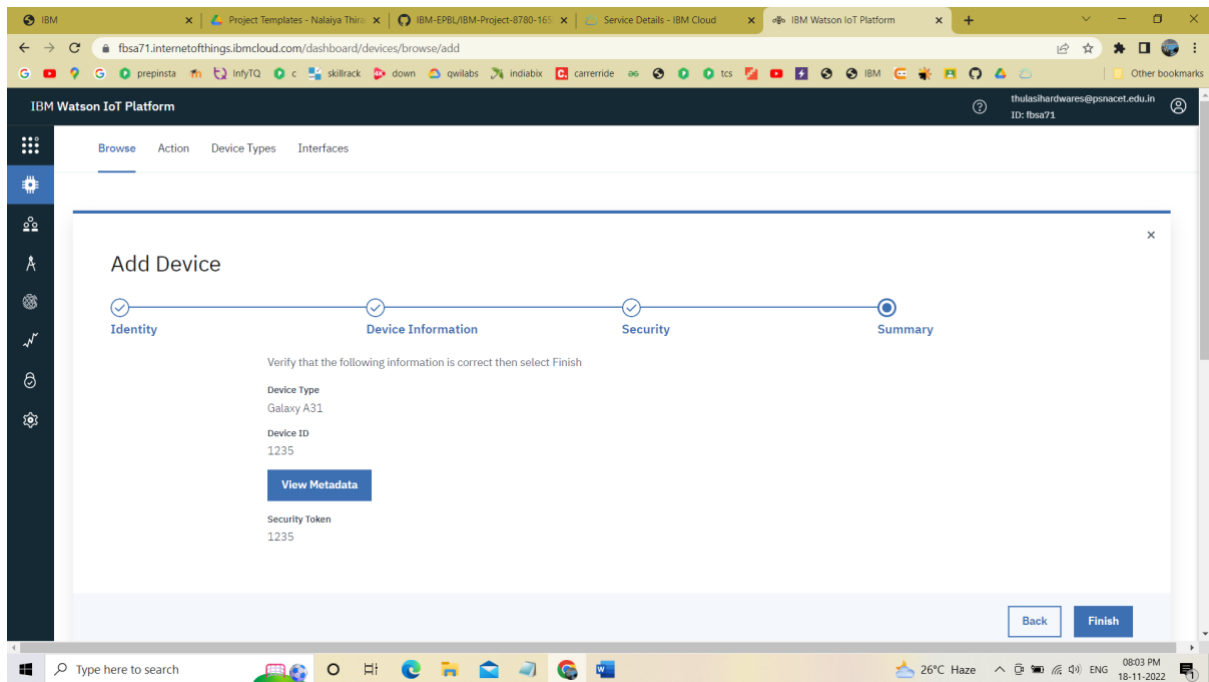 IBM
Project Templates - Nalaiya Thira
IBM-EPBL/IBM-Project-8780-165
Service Details - IBM Cloud
IBM Watson IoT Platform
fbsa71.internetofthings.ibmcloud.com/dashboard/devices/browse/add
prepinsta
InfyTQ
c
skillrack
down
qwilabs
indiabix
carrerride
tcs
IBM
Other bookmarks
IBM Watson IoT Platform
thulasihardwares@psnacet.edu.in
ID: fbsa71
Browse Action Device Types Interfaces
Add Device
Identity Device Information Security Summary
Verify that the following information is correct then select Finish
Device Type
Galaxy A31
Device ID
1235
View Metadata
Security Token
1235
Back Finish
Type here to search
26°C Haze
ENG
08:03 PM
18-11-2022